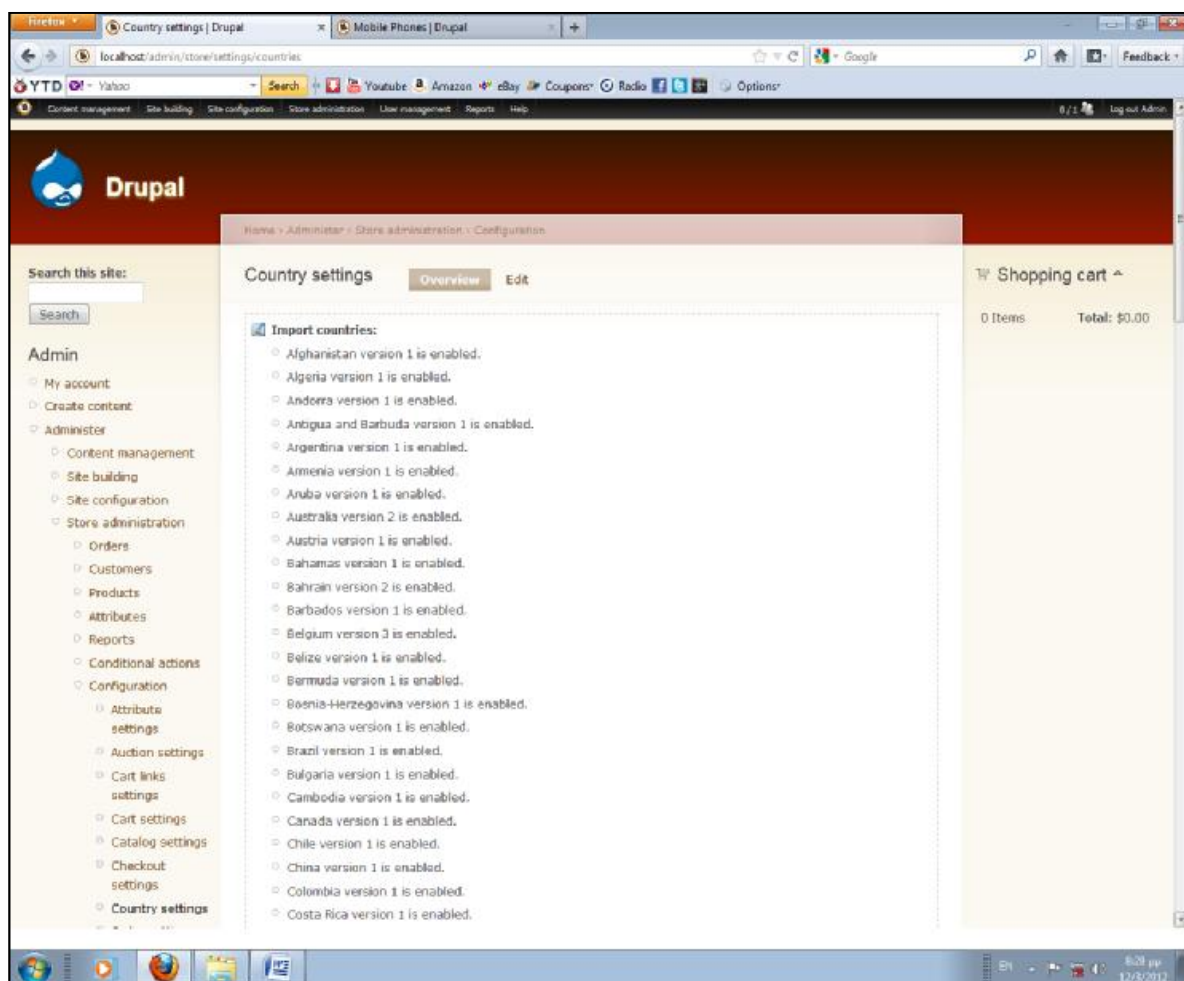 Firefox
Country settings | Drupal
Mobile Phones | Drupal
localhost/admin/store/settings/countries
Google
Feedback
YTD
Yahoo
Search
Youtube
Amazon
eBay
Coupons
Radio
Options
Content management Site building Site configuration Store administration User management Reports Help
0 / 1
Log out Admin
Drupal
Home › Administer › Store administration › Configuration
Search this site:
Search
Admin
My account
Create content
Administer
Content management
Site building
Site configuration
Store administration
Orders
Customers
Products
Attributes
Reports
Conditional actions
Configuration
Attribute
settings
Auction settings
Cart links
settings
Cart settings
Catalog settings
Checkout
settings
Country settings
Country settings
Overview
Edit
Import countries:
Afghanistan version 1 is enabled.
Algeria version 1 is enabled.
Andorra version 1 is enabled.
Antigua and Barbuda version 1 is enabled.
Argentina version 1 is enabled.
Armenia version 1 is enabled.
Aruba version 1 is enabled.
Australia version 2 is enabled.
Austria version 1 is enabled.
Bahamas version 1 is enabled.
Bahrain version 2 is enabled.
Barbados version 1 is enabled.
Belgium version 3 is enabled.
Belize version 1 is enabled.
Bermuda version 1 is enabled.
Bosnia-Herzegovina version 1 is enabled.
Botswana version 1 is enabled.
Brazil version 1 is enabled.
Bulgaria version 1 is enabled.
Cambodia version 1 is enabled.
Canada version 1 is enabled.
Chile version 1 is enabled.
China version 1 is enabled.
Colombia version 1 is enabled.
Costa Rica version 1 is enabled.
Shopping cart
0 Items Total: $0.00
EN
8:28 μμ
12/3/2012